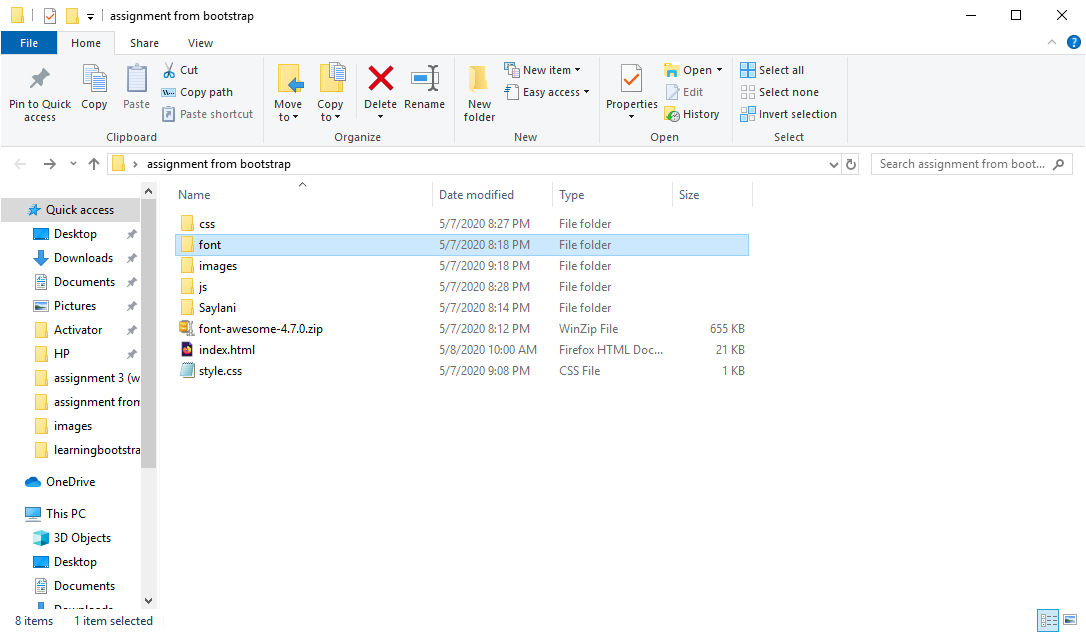 assignment from bootstrap
File Home Share View
Pin to Quick access
Copy
Paste
Cut
Copy path
Paste shortcut
Clipboard
Move to
Copy to
Delete
Rename
Organize
New folder
New item
Easy access
New
Properties
Open
Edit
History
Open
Select all
Select none
Invert selection
Select
assignment from bootstrap
Search assignment from boot...
Quick access
Desktop
Downloads
Documents
Pictures
Activator
HP
assignment 3 (w
assignment from
images
learningbootstra
OneDrive
This PC
3D Objects
Desktop
Documents
Downloads
Name Date modified Type Size
css 5/7/2020 8:27 PM File folder
font 5/7/2020 8:18 PM File folder
images 5/7/2020 9:18 PM File folder
js 5/7/2020 8:28 PM File folder
Saylani 5/7/2020 8:14 PM File folder
font-awesome-4.7.0.zip 5/7/2020 8:12 PM WinZip File 655 KB
index.html 5/8/2020 10:00 AM Firefox HTML Doc... 21 KB
style.css 5/7/2020 9:08 PM CSS File 1 KB
8 items 1 item selected